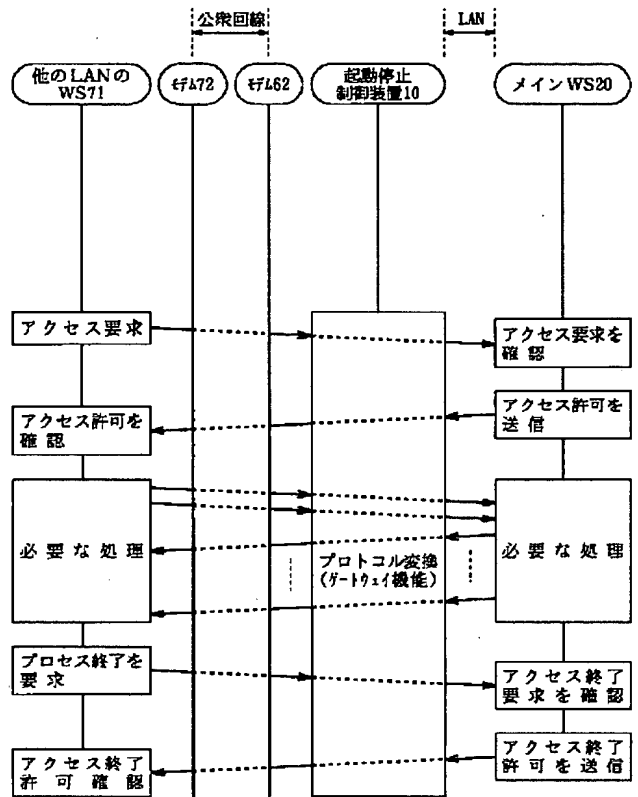 公衆回線
LAN
他のLANの
WS71
ﾓﾃﾞﾑ72
ﾓﾃﾞﾑ62
起動停止
制御装置10
メインWS20
アクセス要求
アクセス要求を
確認
アクセス許可を
送信
アクセス許可を
確認
必要な処理
プロトコル変換
(ｹﾞｰﾄｳｪｲ機能)
必要な処理
プロセス終了を
要求
アクセス終了
要求を確認
アクセス終了
許可を送信
アクセス終了
許可確認